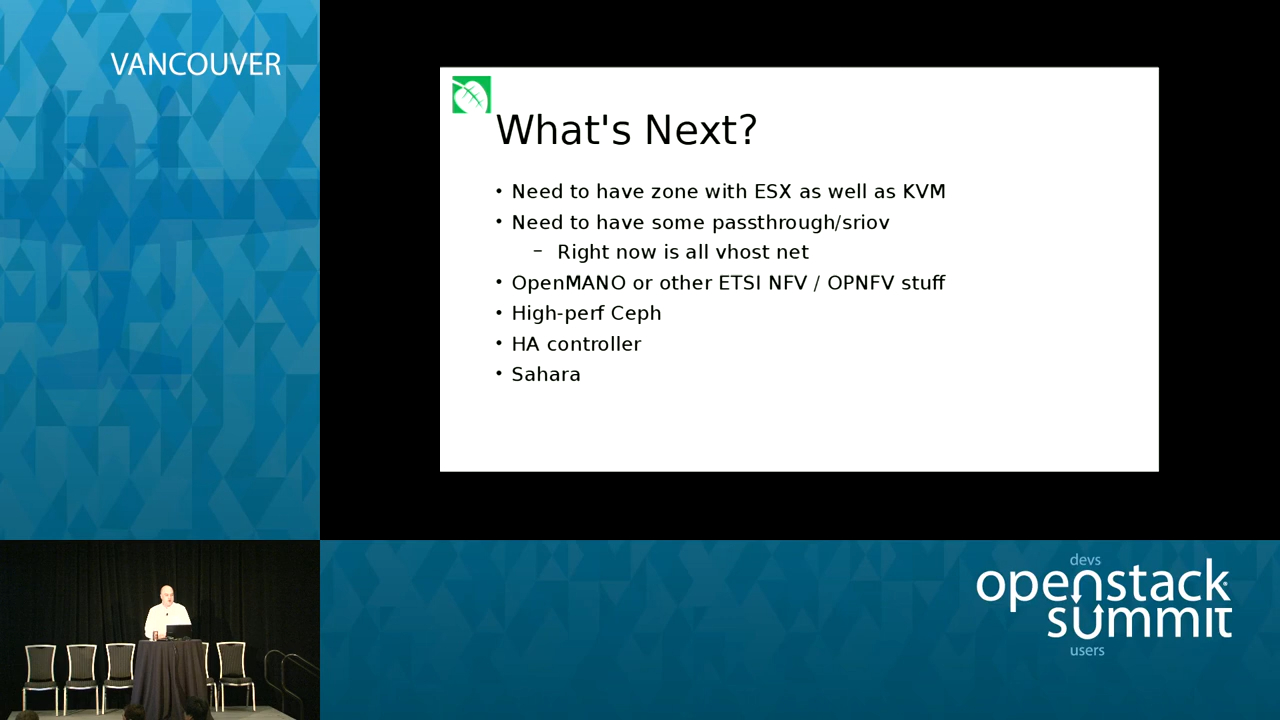 VANCOUVER
What's Next?
• Need to have zone with ESX as well as KVM
• Need to have some passthrough/sriov
– Right now is all vhost net
• OpenMANO or other ETSI NFV / OPNFV stuff
• High-perf Ceph
• HA controller
• Sahara
devs
openstack
summit
users